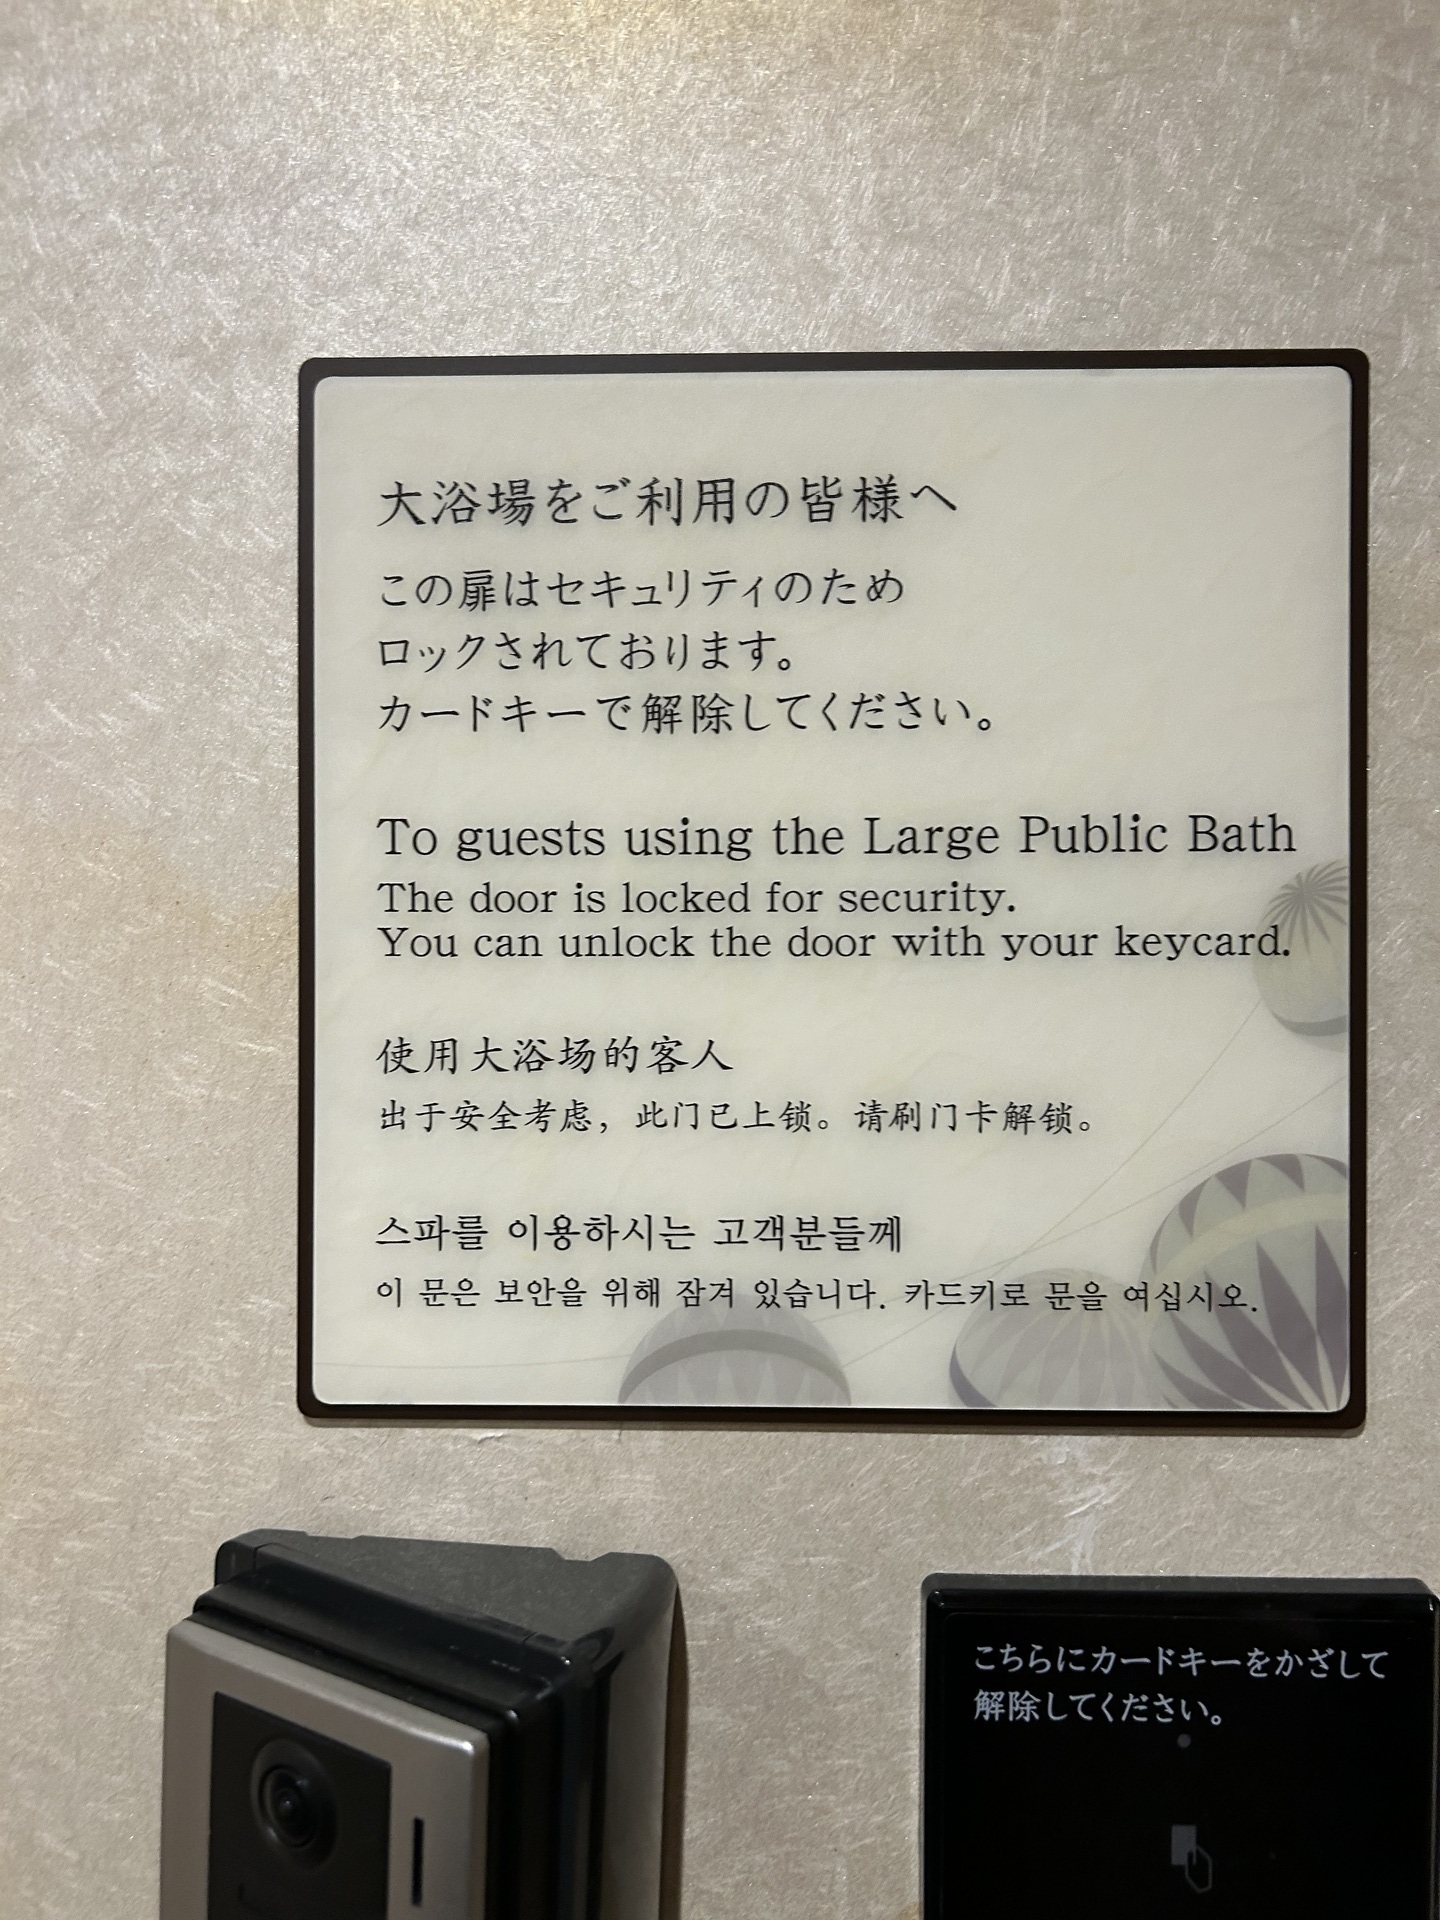 大浴場をご利用の皆様へ
この扉はセキュリティのため
ロックされております。
カードキーで解除してください。
To guests using the Large Public Bath
The door is locked for security.
You can unlock the door with your keycard.
使用大浴场的客人
出于安全考虑，此门已上锁。请刷门卡解锁。
스파를 이용하시는 고객분들께
이 문은 보안을 위해 잠겨 있습니다. 카드키로 문을 여십시오.
こちらにカードキーをかざして
解除してください。